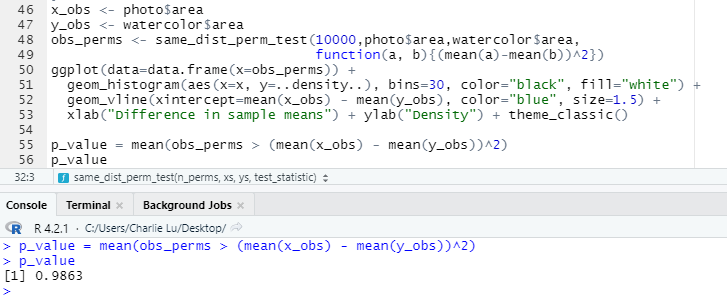 46 x_obs <- photo$area
47 y_obs <- watercolor$area
48 obs_perms <- same_dist_perm_test(10000,photo$area,watercolor$area,
49 function(a, b){(mean(a)-mean(b))^2})
50 ggplot(data=data.frame(x=obs_perms)) +
51 geom_histogram(aes(x=x, y=..density..), bins=30, color="black", fill="white") +
52 geom_vline(xintercept=mean(x_obs) - mean(y_obs), color="blue", size=1.5) +
53 xlab("Difference in sample means") + ylab("Density") + theme_classic()
54
55 p_value = mean(obs_perms > (mean(x_obs) - mean(y_obs))^2)
56 p_value
32:3 f same_dist_perm_test(n_perms, xs, ys, test_statistic)
Console Terminal × Background Jobs ×
R R 4.2.1 · C:/Users/Charlie Lu/Desktop/
> p_value = mean(obs_perms > (mean(x_obs) - mean(y_obs))^2)
> p_value
[1] 0.9863
>